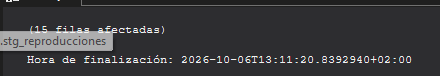 (15 filas afectadas)
.stg_reproducciones
Hora de finalización: 2026-10-06T13:11:20.8392940+02:00